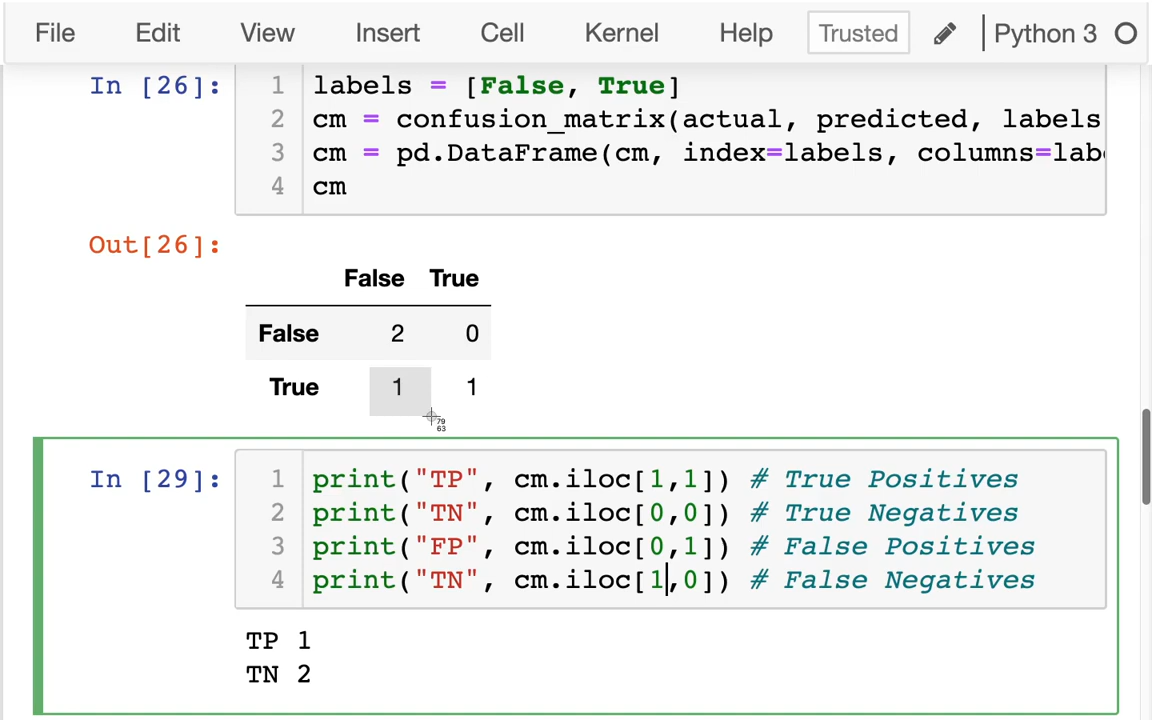 File Edit View Insert Cell Kernel Help Trusted Python 3
In [26]:
1 labels = [False, True]
2 cm = confusion_matrix(actual, predicted, labels
3 cm = pd.DataFrame(cm, index=labels, columns=lab
4 cm
Out[26]:
False True
False 2 0
True 1 1
79
63
In [29]:
1 print("TP", cm.iloc[1,1]) # True Positives
2 print("TN", cm.iloc[0,0]) # True Negatives
3 print("FP", cm.iloc[0,1]) # False Positives
4 print("TN", cm.iloc[1,0]) # False Negatives
TP 1
TN 2